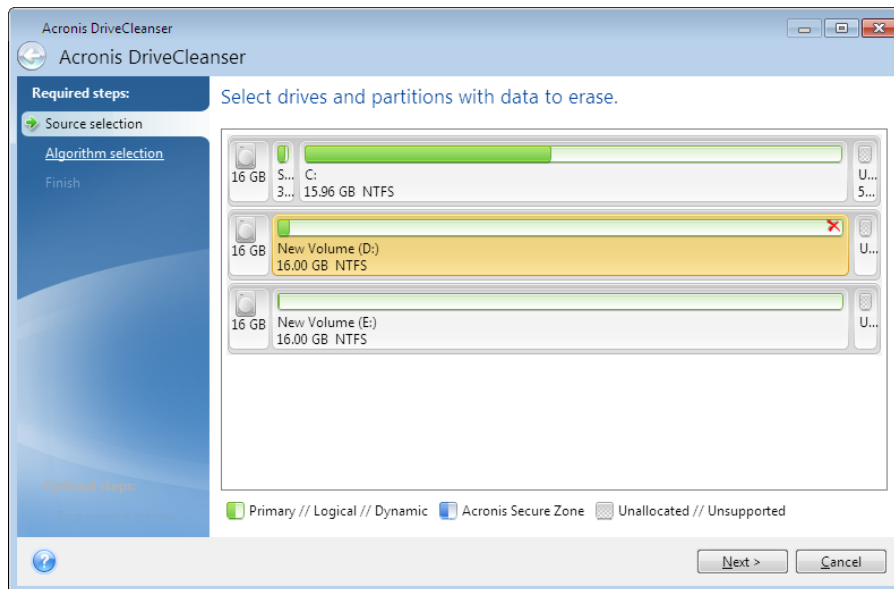 Acronis DriveCleanser
Acronis DriveCleanser
Required steps:
Source selection
Algorithm selection
Finish
Select drives and partitions with data to erase.
16 GB
S...
3...
C:
15.96 GB NTFS
U...
5...
16 GB
New Volume (D:)
16.00 GB NTFS
U...
16 GB
New Volume (E:)
16.00 GB NTFS
U...
Optional steps:
Primary // Logical // Dynamic
Acronis Secure Zone
Unallocated // Unsupported
Next >
Cancel